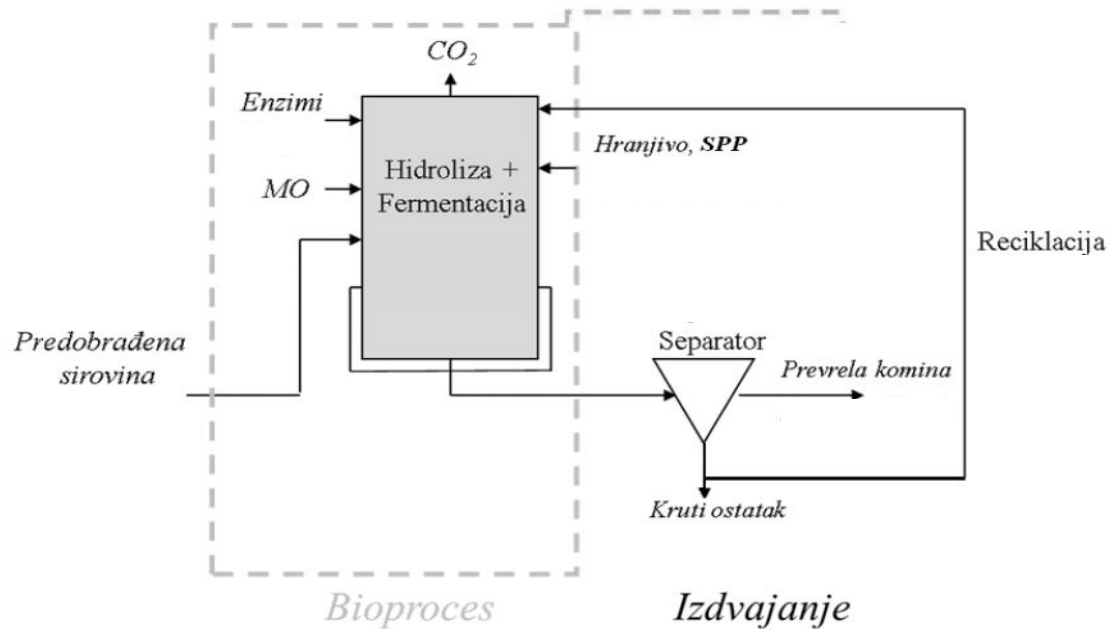 CO2
Enzimi
Hranjivo, SPP
Hidroliza +
Fermentacija
MO
Reciklacija
Predobrađena
sirovina
Separator
Prevrela komina
Kruti ostatak
Bioproces
Izdvajanje